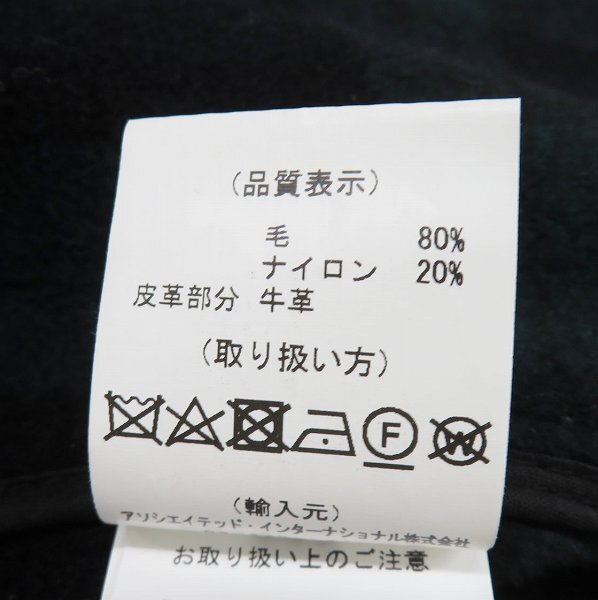 (品質表示)
毛 80%
ナイロン 20%
皮革部分 牛革
(取り扱い方)
F W
(輸入元)
アソシエイテッド・インターナショナル株式会社
お取り扱い上のご注意